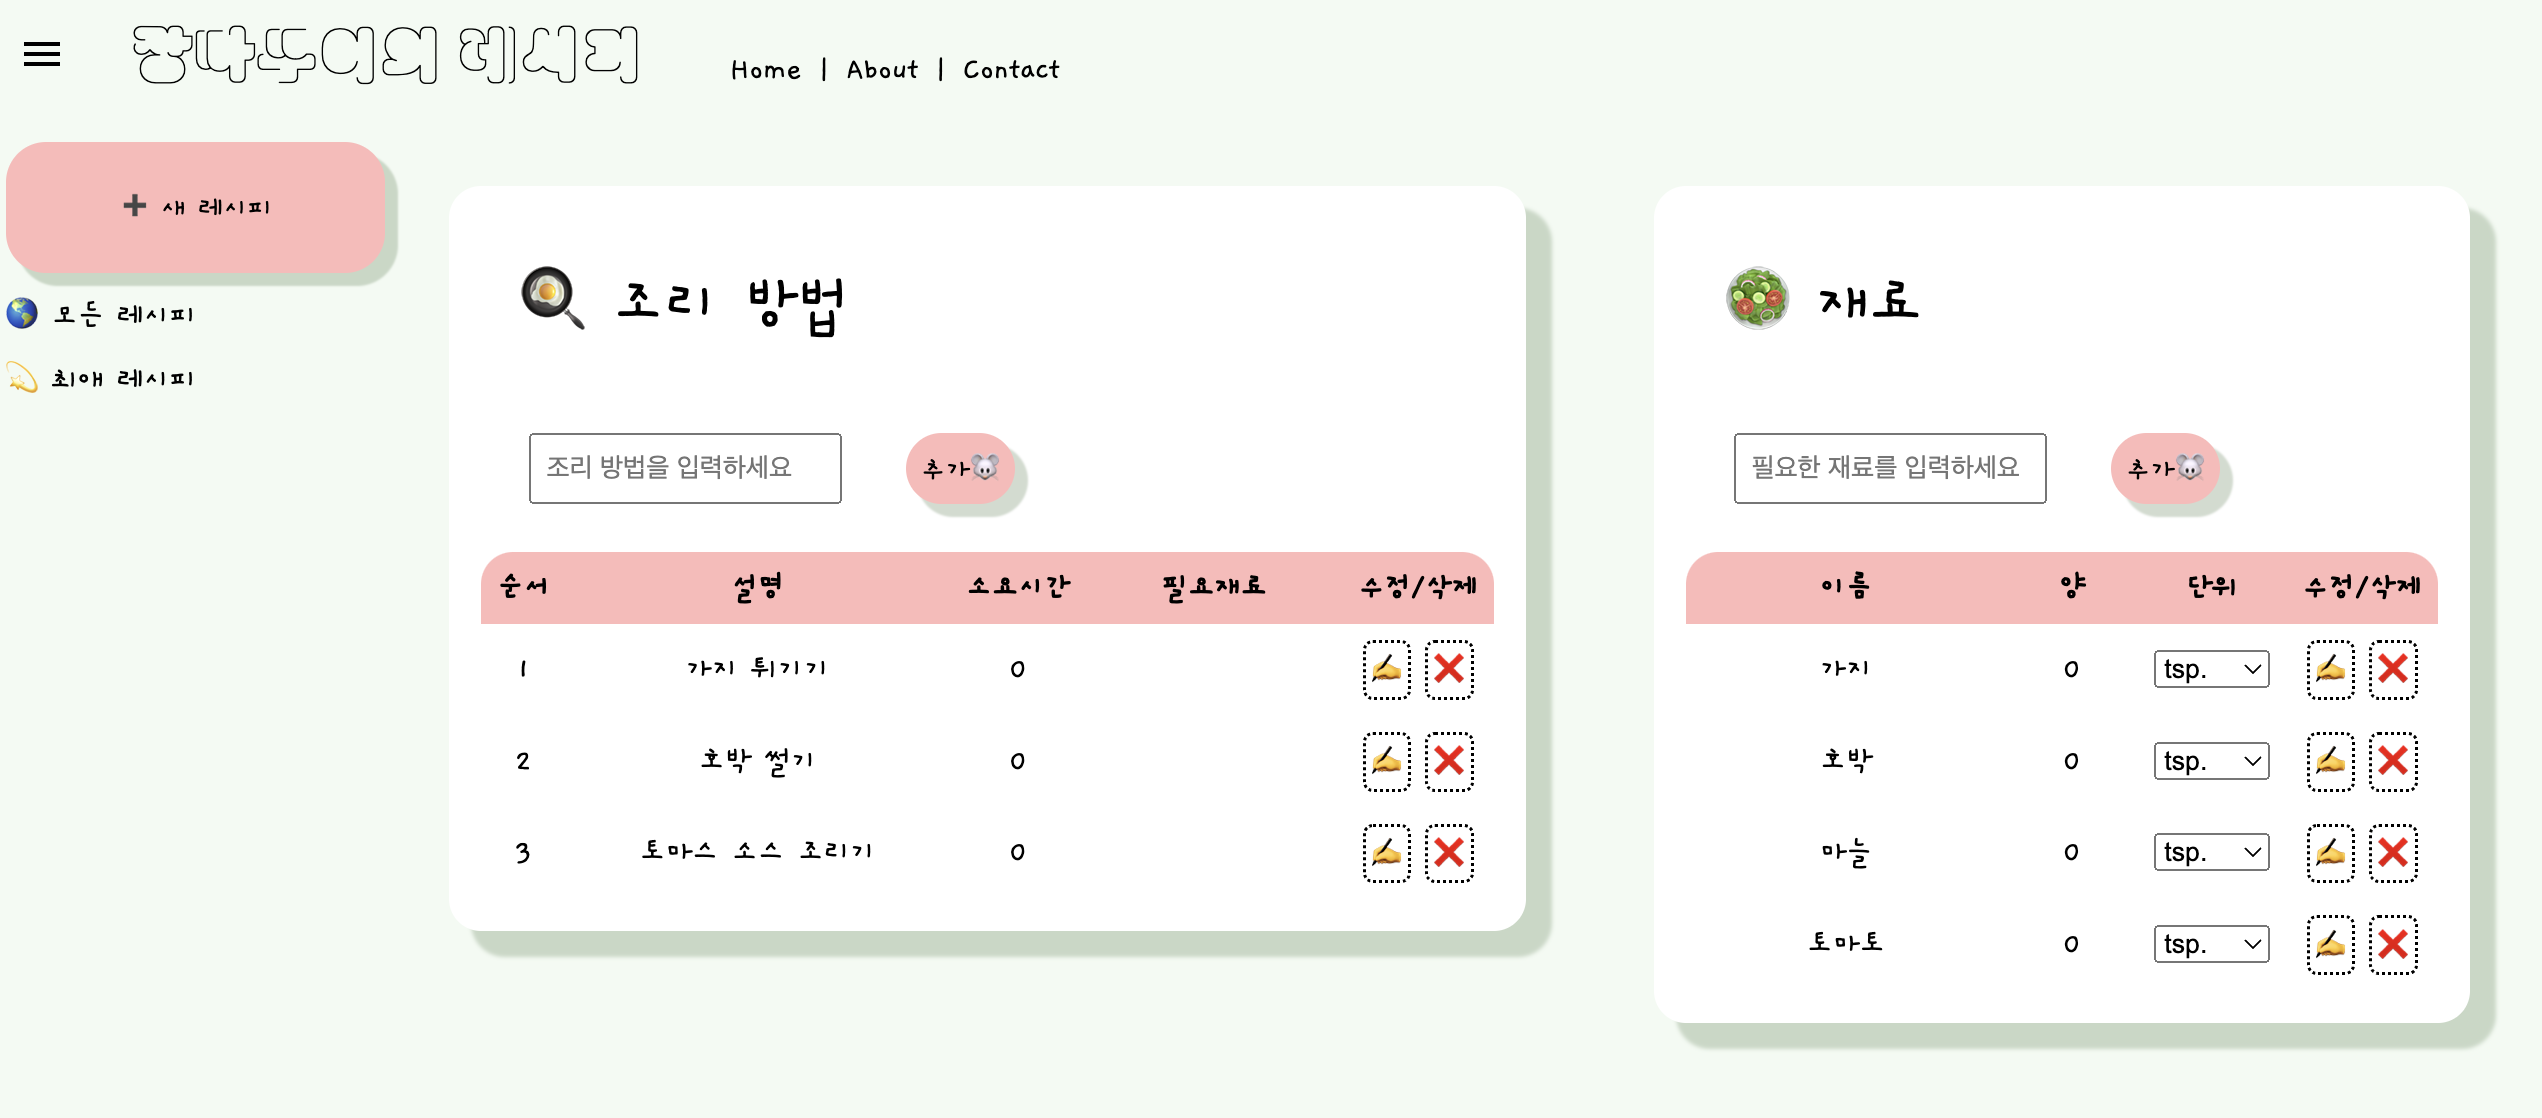 장다뚜이의 레시피
Home | About | Contact
➕ 새 레시피
🌎 모든 레시피
💫 최애 레시피
🍳 조리 방법
조리 방법을 입력하세요
추가🐭
순서 설명 소요시간 필요재료 수정/삭제
1 가지 튀기기 0 ✍ ❌
2 호박 썰기 0 ✍ ❌
3 토마스 소스 조리기 0 ✍ ❌
🥗 재료
필요한 재료를 입력하세요
추가🐭
이름 양 단위 수정/삭제
가지 0 tsp. ✍ ❌
호박 0 tsp. ✍ ❌
마늘 0 tsp. ✍ ❌
토마토 0 tsp. ✍ ❌